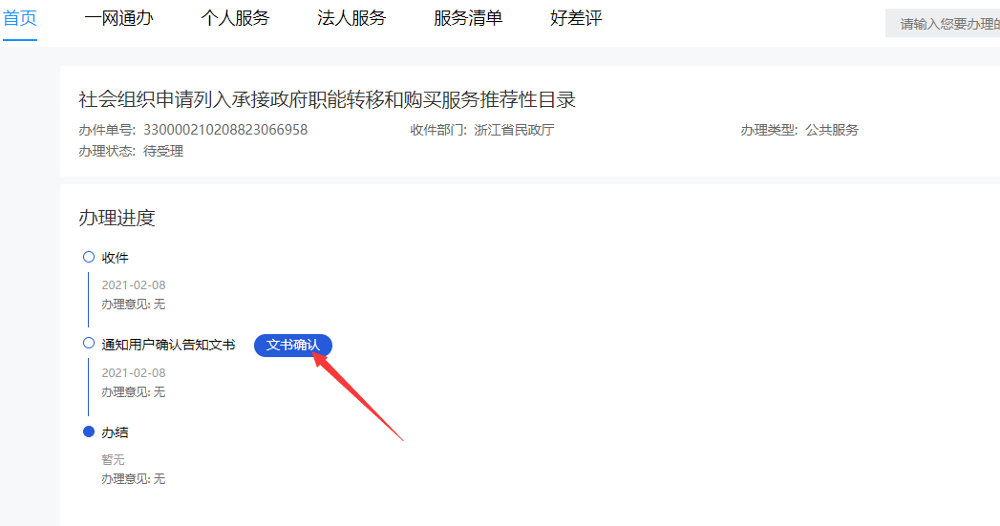 首页 一网通办 个人服务 法人服务 服务清单 好差评 请输入您要办理的
社会组织申请列入承接政府职能转移和购买服务推荐性目录
办件单号: 330000210208823066958 收件部门: 浙江省民政厅 办理类型: 公共服务
办理状态: 待受理
办理进度
收件
2021-02-08
办理意见: 无
通知用户确认告知文书 文书确认
2021-02-08
办理意见: 无
办结
暂无
办理意见: 无